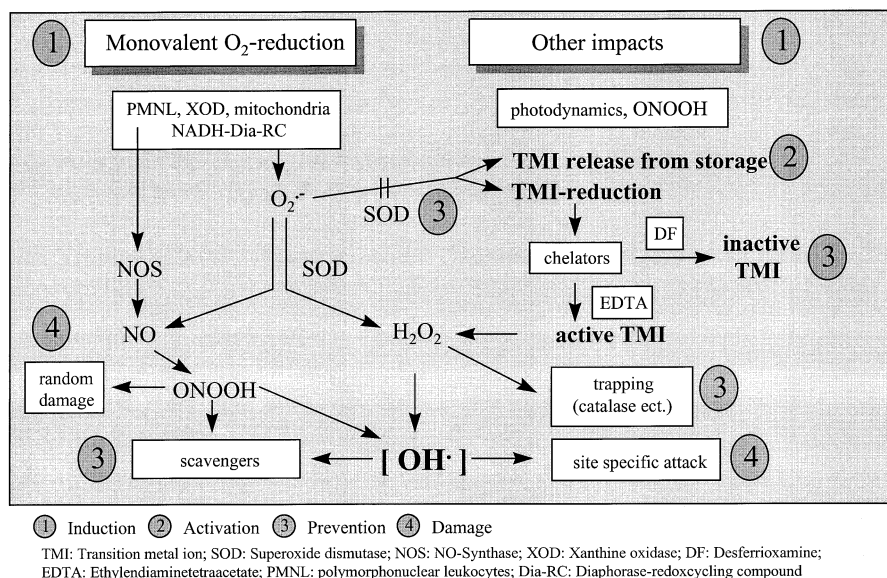 1 Monovalent O₂-reduction
Other impacts 1
PMNL, XOD, mitochondria
NADH-Dia-RC
photodynamics, ONOOH
TMI release from storage 2
TMI-reduction
O₂·⁻
SOD 3
chelators
DF
inactive
TMI 3
EDTA
active TMI
NOS
SOD
4
NO
H₂O₂
random
damage
ONOOH
trapping
(catalase ect.) 3
3 scavengers
[ OH· ]
site specific attack 4
1 Induction 2 Activation 3 Prevention 4 Damage
TMI: Transition metal ion; SOD: Superoxide dismutase; NOS: NO-Synthase; XOD: Xanthine oxidase; DF: Desferrioxamine;
EDTA: Ethylendiaminetetraacetate; PMNL: polymorphonuclear leukocytes; Dia-RC: Diaphorase-redoxcycling compound